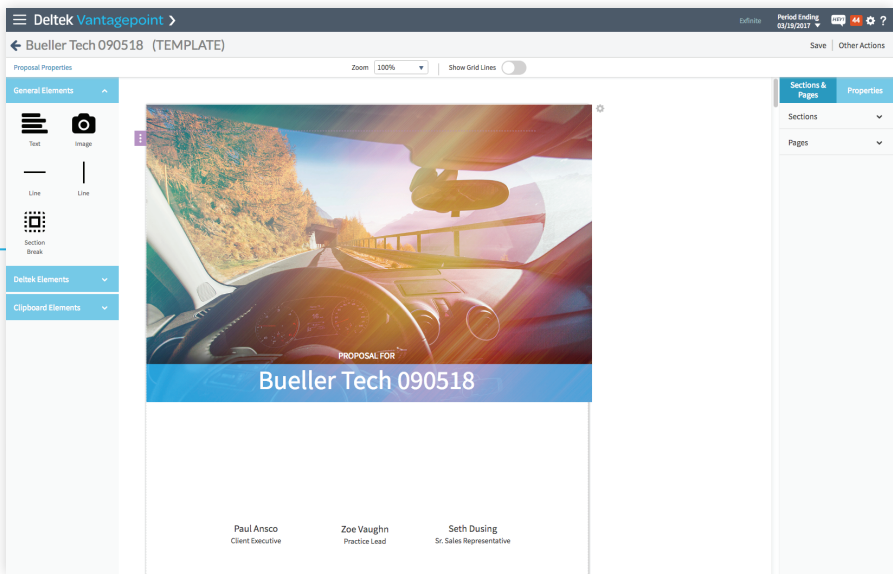 Deltek Vantagepoint
Exfinite
Period Ending
03/19/2017
HEY!
44
?
Bueller Tech 090518 (TEMPLATE)
Save
Other Actions
Proposal Properties
Zoom 100%
Show Grid Lines
General Elements
Text
Image
Line
Line
Section
Break
Deltek Elements
Clipboard Elements
PROPOSAL FOR
Bueller Tech 090518
Paul Ansco
Client Executive
Zoe Vaughn
Practice Lead
Seth Dusing
Sr. Sales Representative
Sections &
Pages
Properties
Sections
Pages